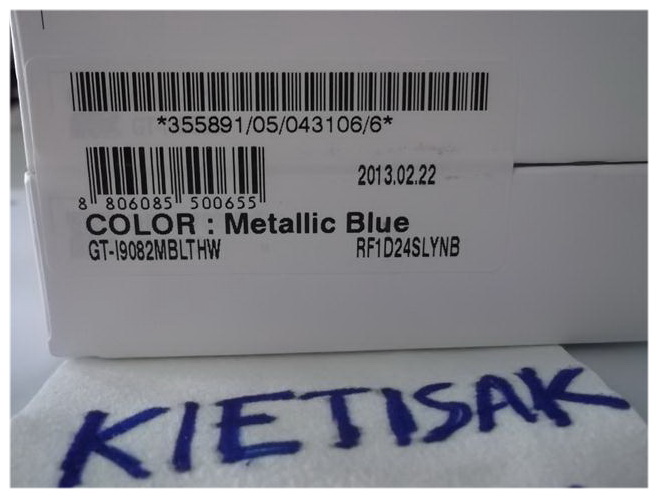 *355891/05/043106/6*
2013.02.22
8 806085 500655
COLOR : Metallic Blue
GT-I9082MBLTHW RF1D24SLYNB
KIETISAK